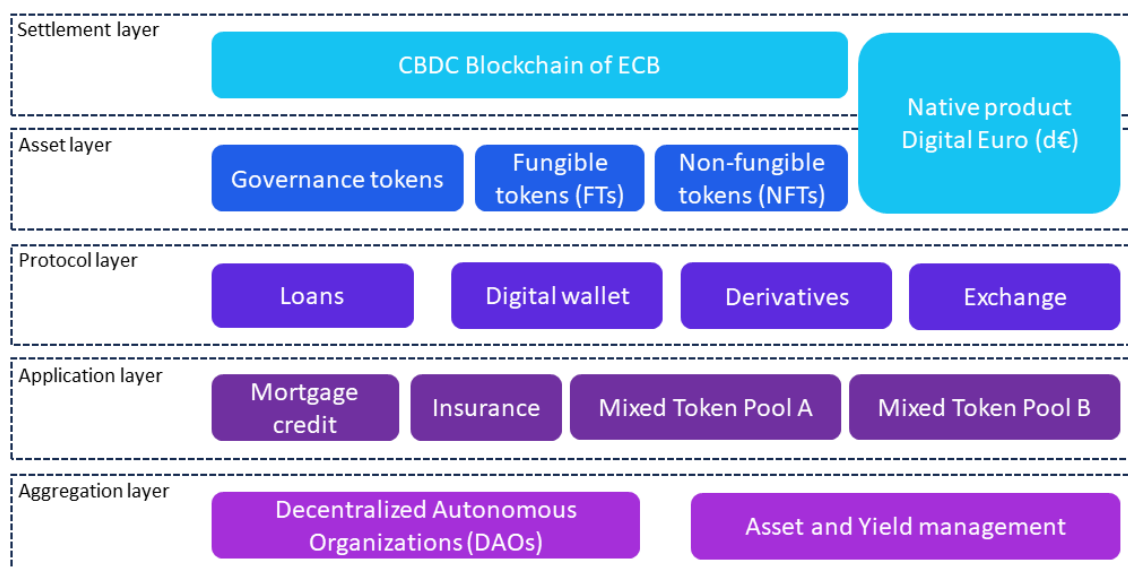 Settlement layer
CBDC Blockchain of ECB
Native product
Digital Euro (d€)
Asset layer
Governance tokens
Fungible
tokens (FTs)
Non-fungible
tokens (NFTs)
Protocol layer
Loans
Digital wallet
Derivatives
Exchange
Application layer
Mortgage
credit
Insurance
Mixed Token Pool A
Mixed Token Pool B
Aggregation layer
Decentralized Autonomous
Organizations (DAOs)
Asset and Yield management